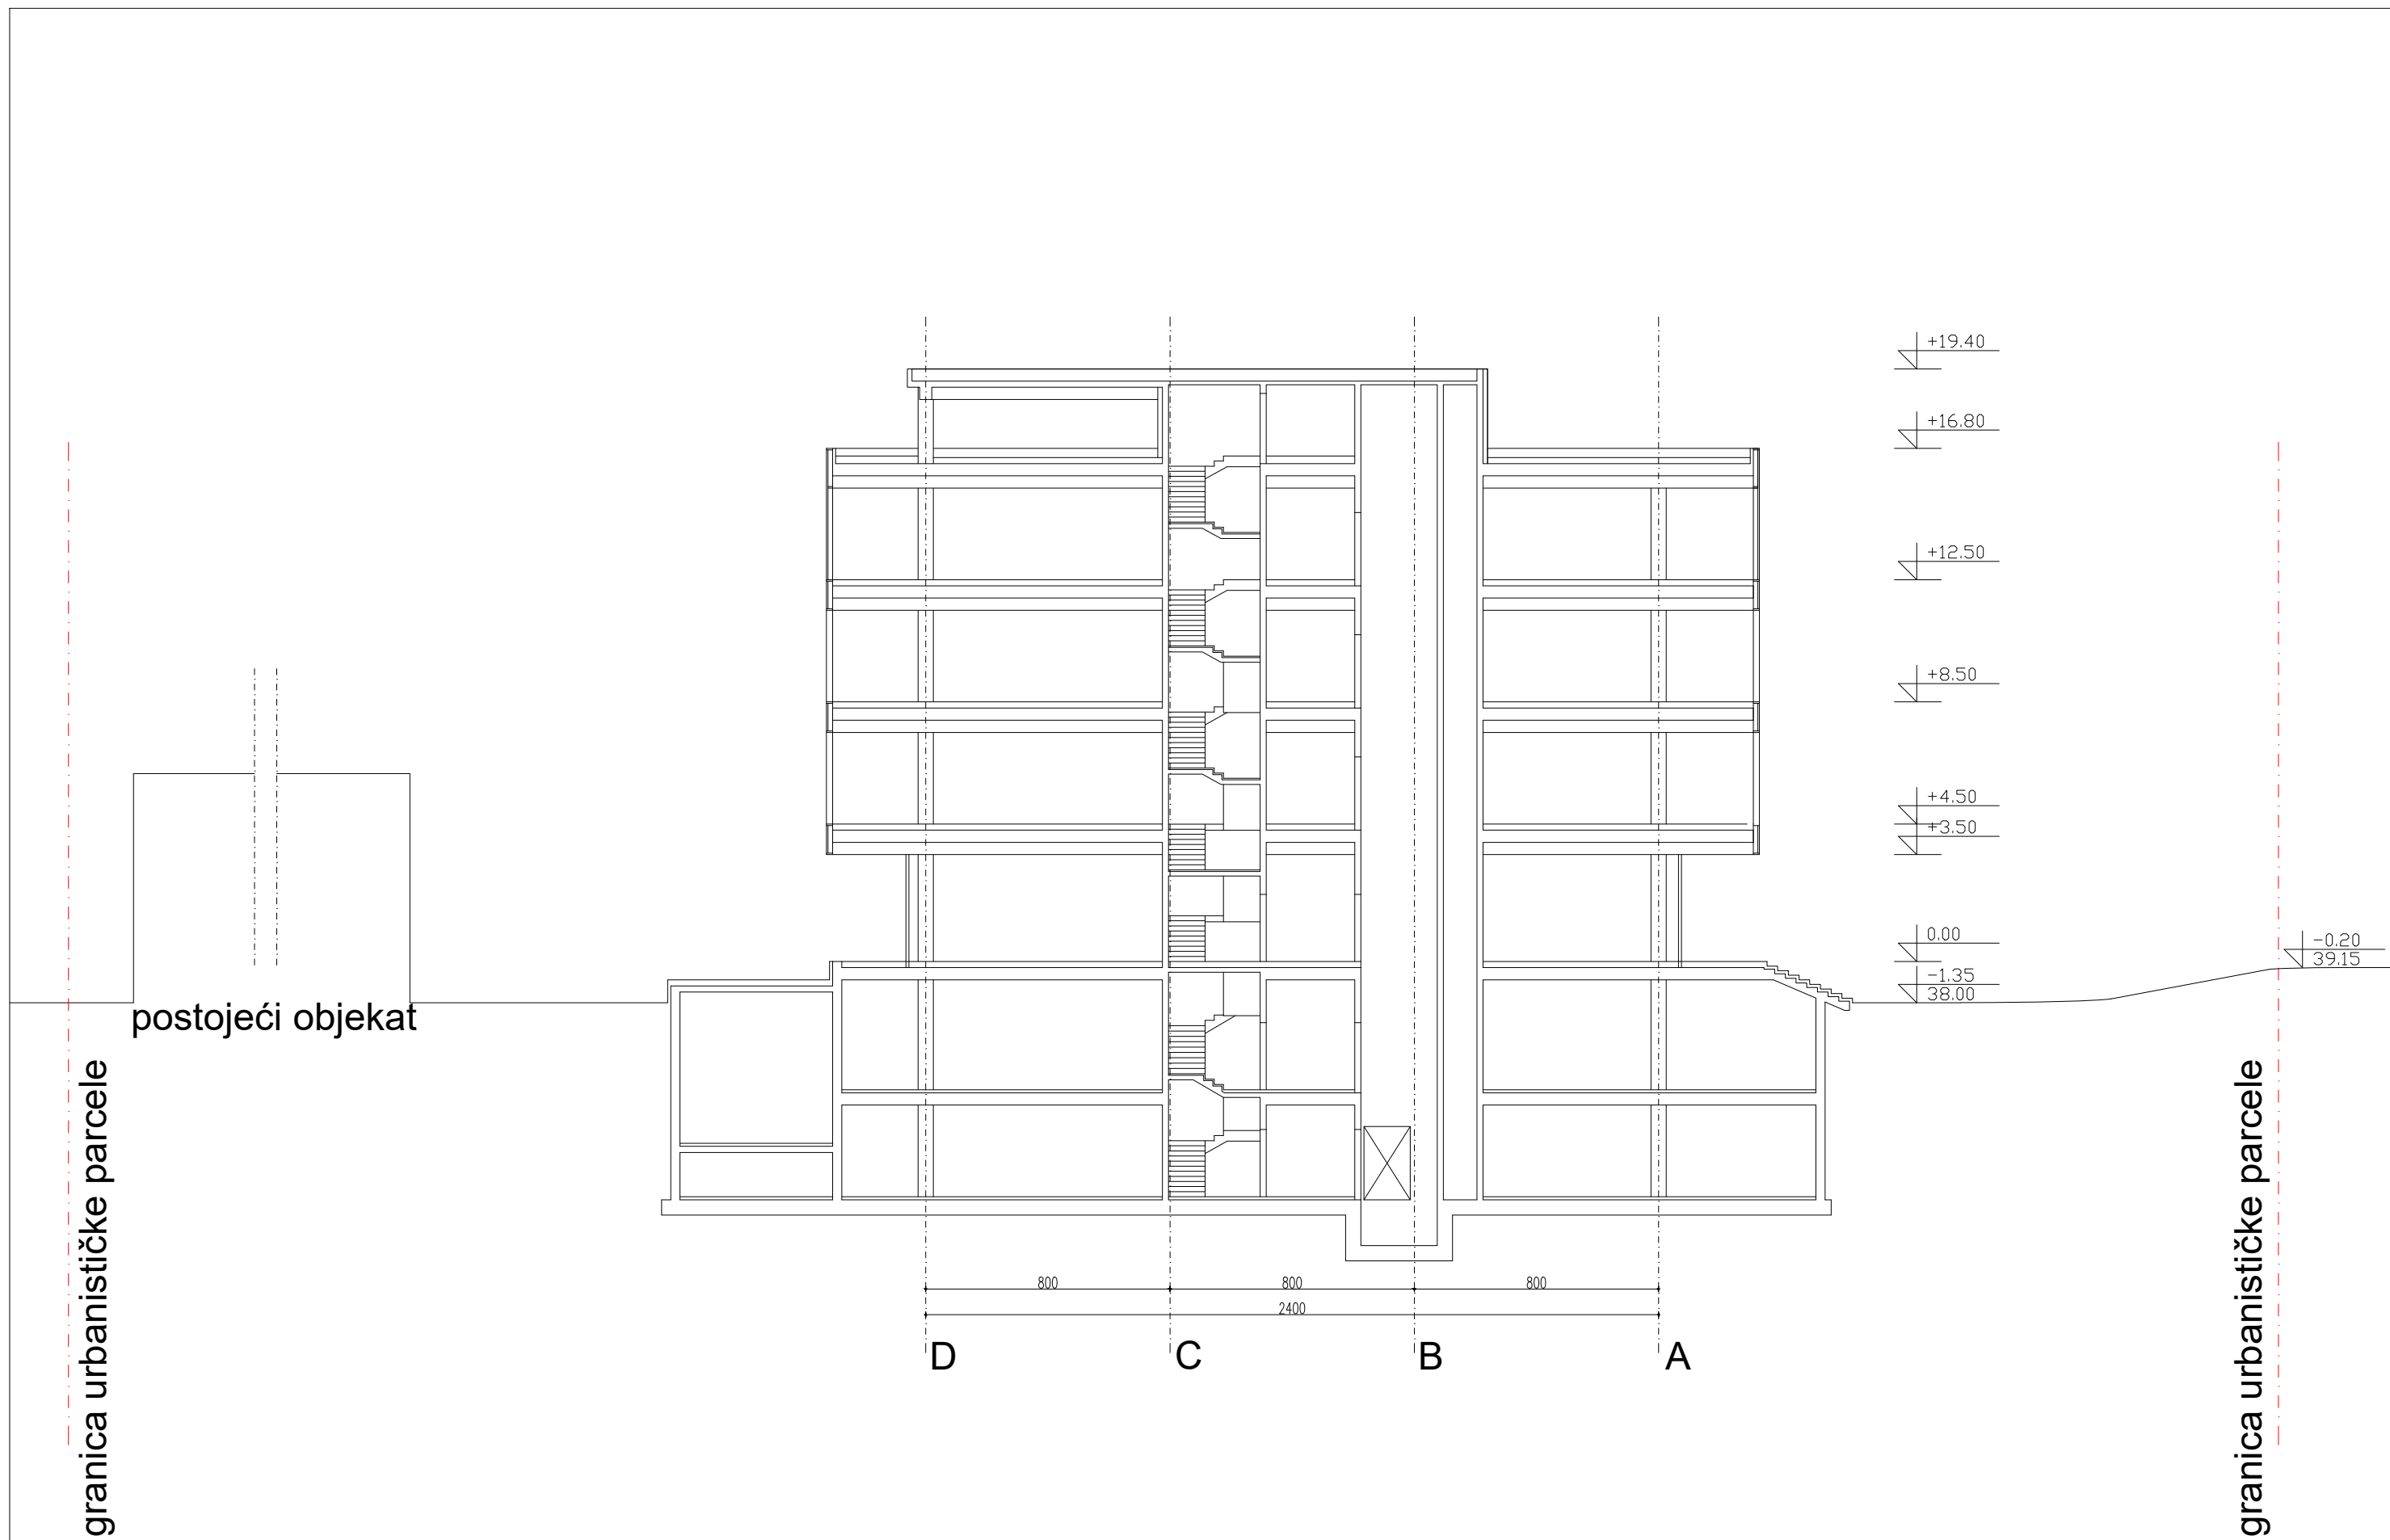 +19.40
+16.80
+12.50
+8.50
+4.50
+3.50
0.00
-0.20
39.15
-1.35
38.00
postojeći objekat
granica urbanističke parcele
granica urbanističke parcele
800
800
800
2400
D
C
B
A